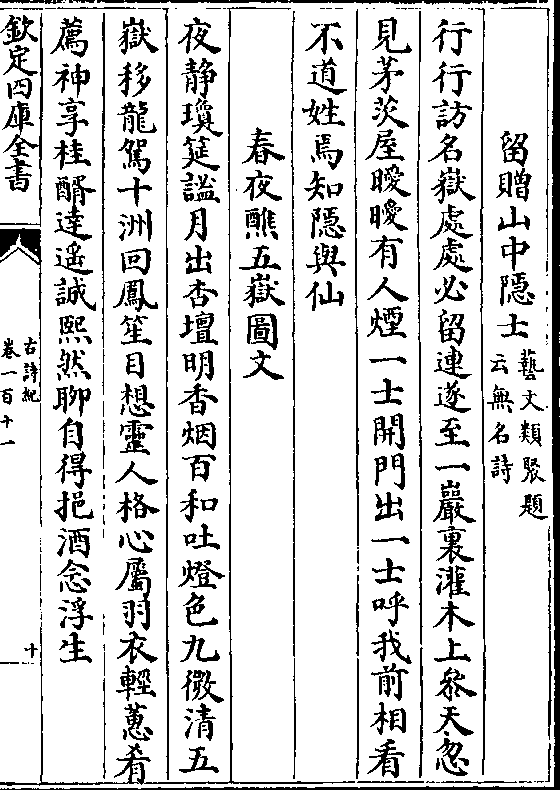 留贈山中隠士藝文類聚題
云無名詩
行行訪名嶽處處必留連遂至一巖裏灌木上叅天忽
見茅茨屋曖曖有人煙一士開門出一士呼我前相看
不道姓焉知隠與仙
春夜醮五嶽圖文
夜静瓊筵謐月出杏壇明香烟百和吐燈色九微清五
嶽移龍駕十洲回鳳笙目想靈人格心屬羽衣輕蕙肴
薦神享桂醑達遥誠熙然聊自得挹酒念浮生
欽定四庫全書
古詩紀
卷一百十一
十